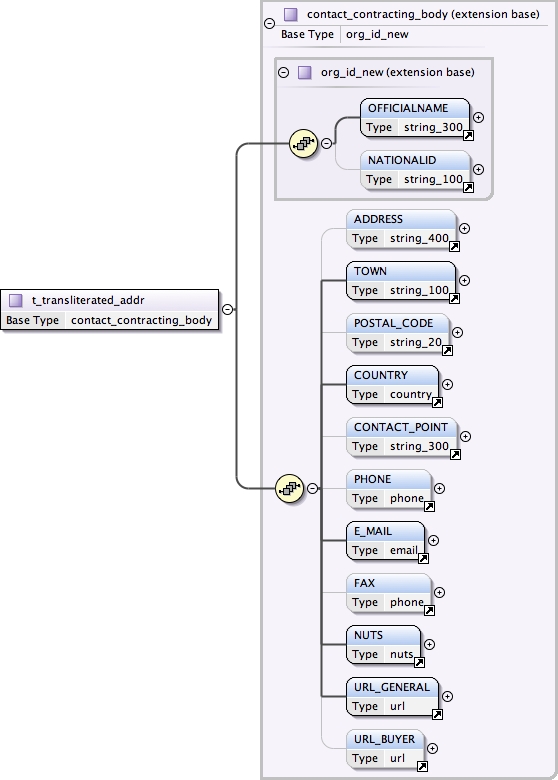 contact_contracting_body (extension base)
Base Type org_id_new
org_id_new (extension base)
OFFICIALNAME
Type string_300
NATIONALID
Type string_100
ADDRESS
Type string_400
TOWN
Type string_100
t_transliterated_addr
Base Type contact_contracting_body
POSTAL_CODE
Type string_20
COUNTRY
Type country
CONTACT_POINT
Type string_300
PHONE
Type phone
E_MAIL
Type email
FAX
Type phone
NUTS
Type nuts
URL_GENERAL
Type url
URL_BUYER
Type url